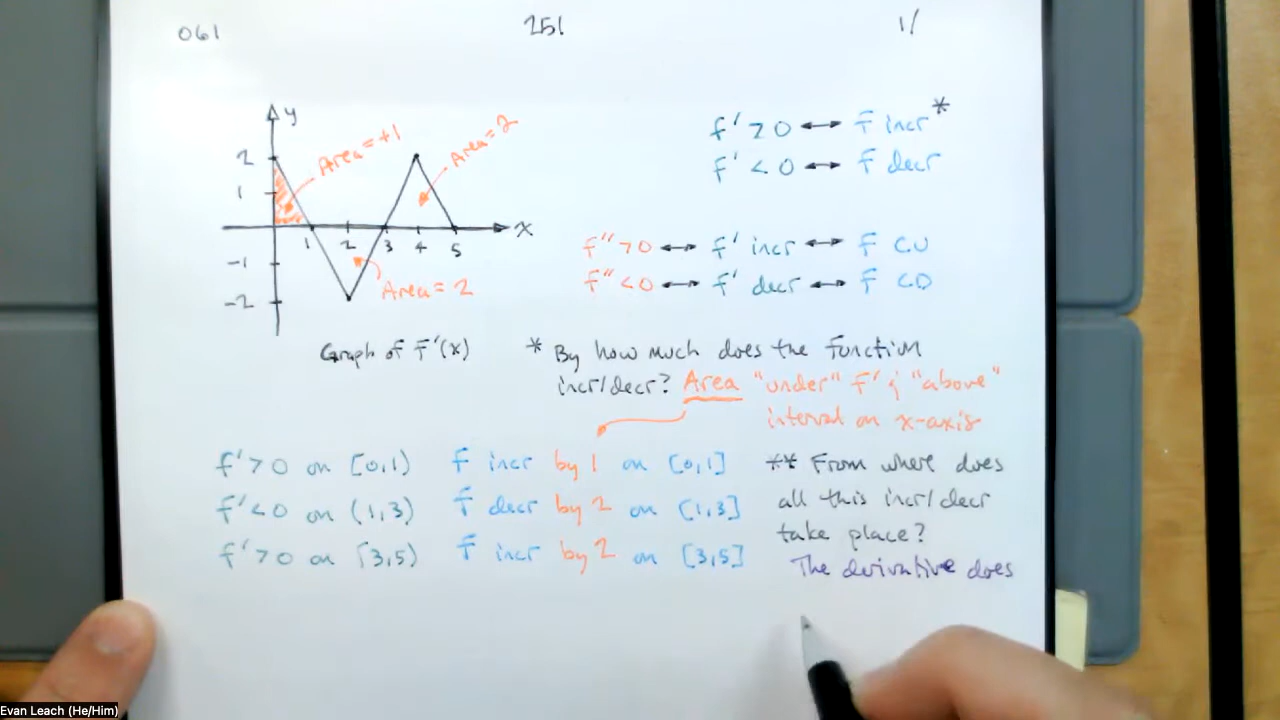 061 251 1/
y
Area = +1
Area = 2
2
1
1 2 3 4 5 x
-1
Area = 2
-2
Graph of f'(x)
f' > 0 ↔ f incr *
f' < 0 ↔ f decr
f'' > 0 ↔ f' incr ↔ f CU
f'' < 0 ↔ f' decr ↔ f CD
* By how much does the function
incr/decr? Area "under" f' & "above"
interval on x-axis
f' > 0 on [0,1) f incr by 1 on [0,1]
f' < 0 on (1,3) f decr by 2 on [1,3]
f' > 0 on (3,5) f incr by 2 on [3,5]
** From where does
all this incr/decr
take place?
The derivative does
Evan Leach (He/Him)